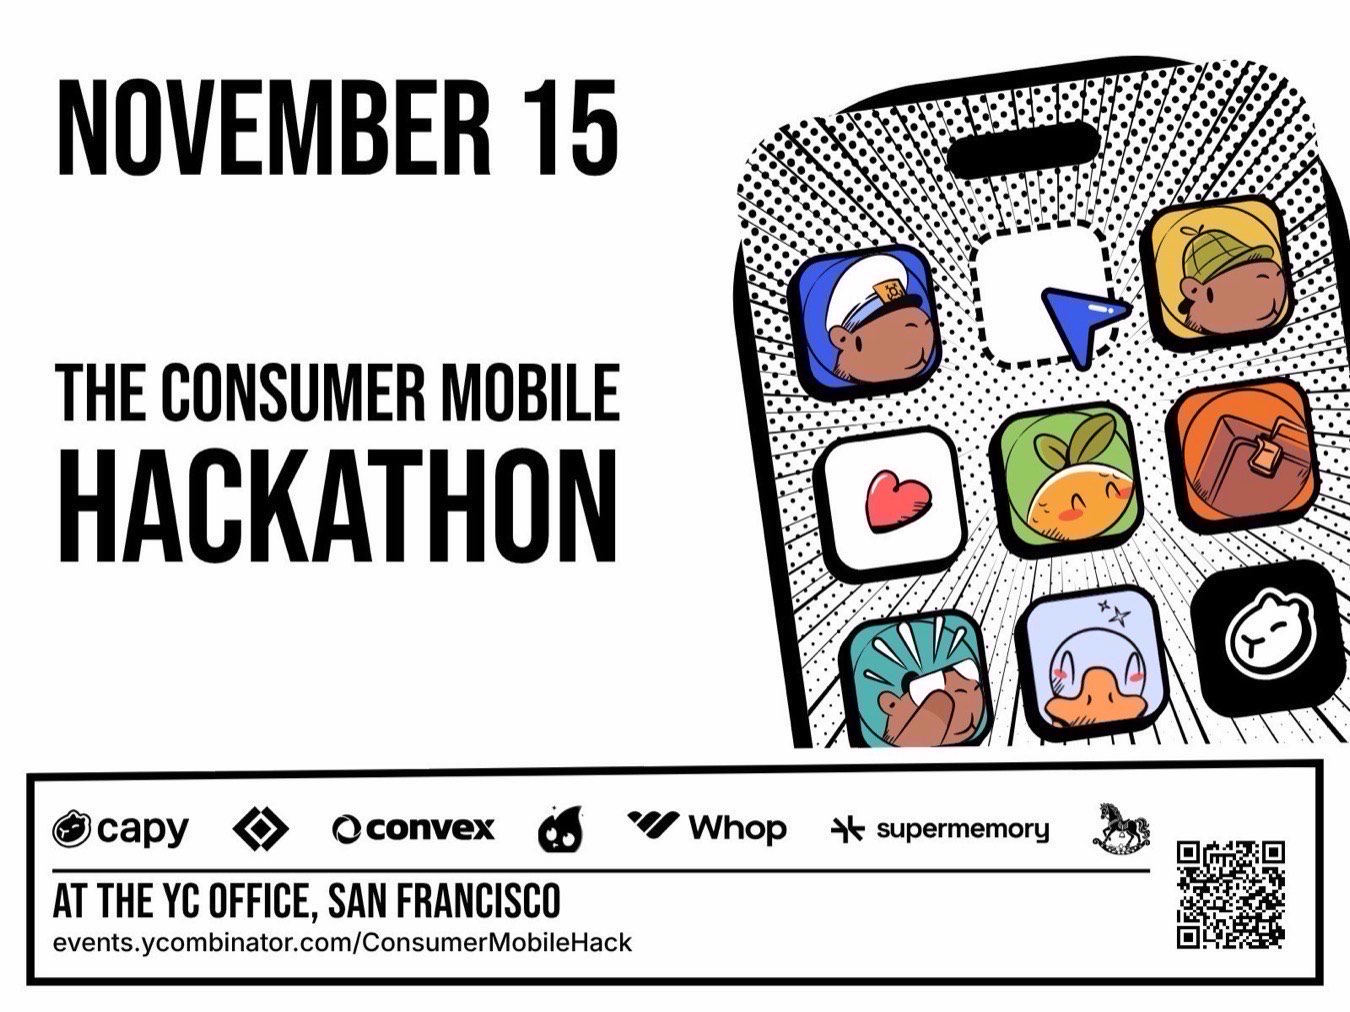 NOVEMBER 15
THE CONSUMER MOBILE
HACKATHON
capy
convex
Whop
supermemory
AT THE YC OFFICE, SAN FRANCISCO
events.ycombinator.com/ConsumerMobileHack